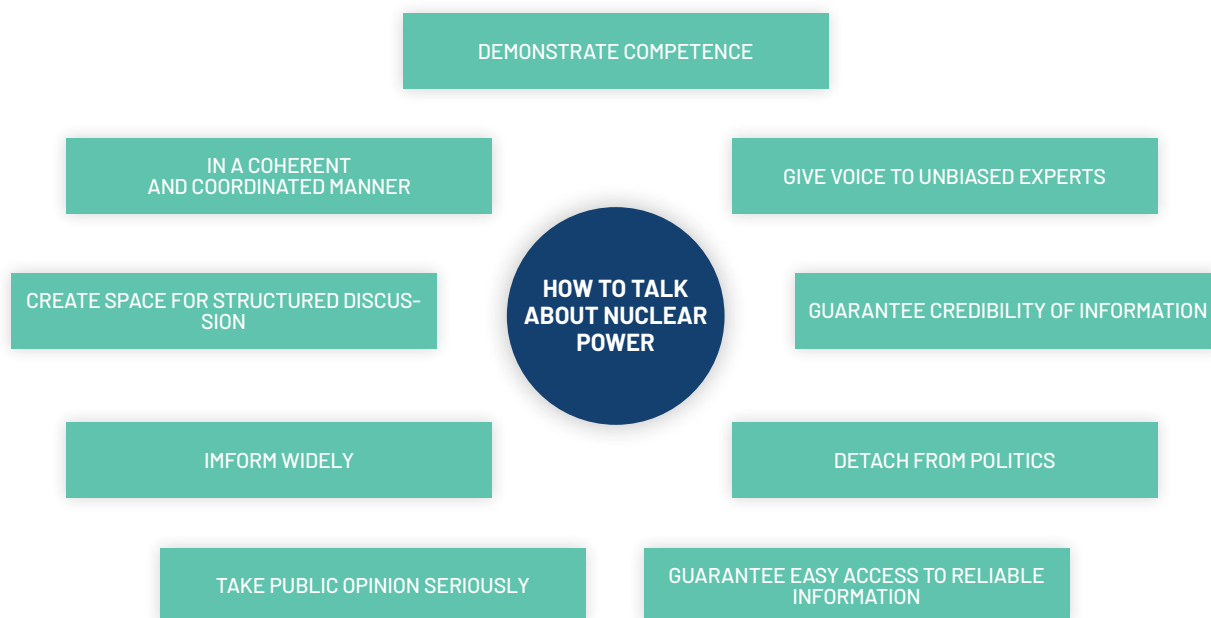 DEMONSTRATE COMPETENCE
IN A COHERENT
AND COORDINATED MANNER
GIVE VOICE TO UNBIASED EXPERTS
CREATE SPACE FOR STRUCTURED DISCUS-
SION
HOW TO TALK
ABOUT NUCLEAR
POWER
GUARANTEE CREDIBILITY OF INFORMATION
IMFORM WIDELY
DETACH FROM POLITICS
TAKE PUBLIC OPINION SERIOUSLY
GUARANTEE EASY ACCESS TO RELIABLE
INFORMATION